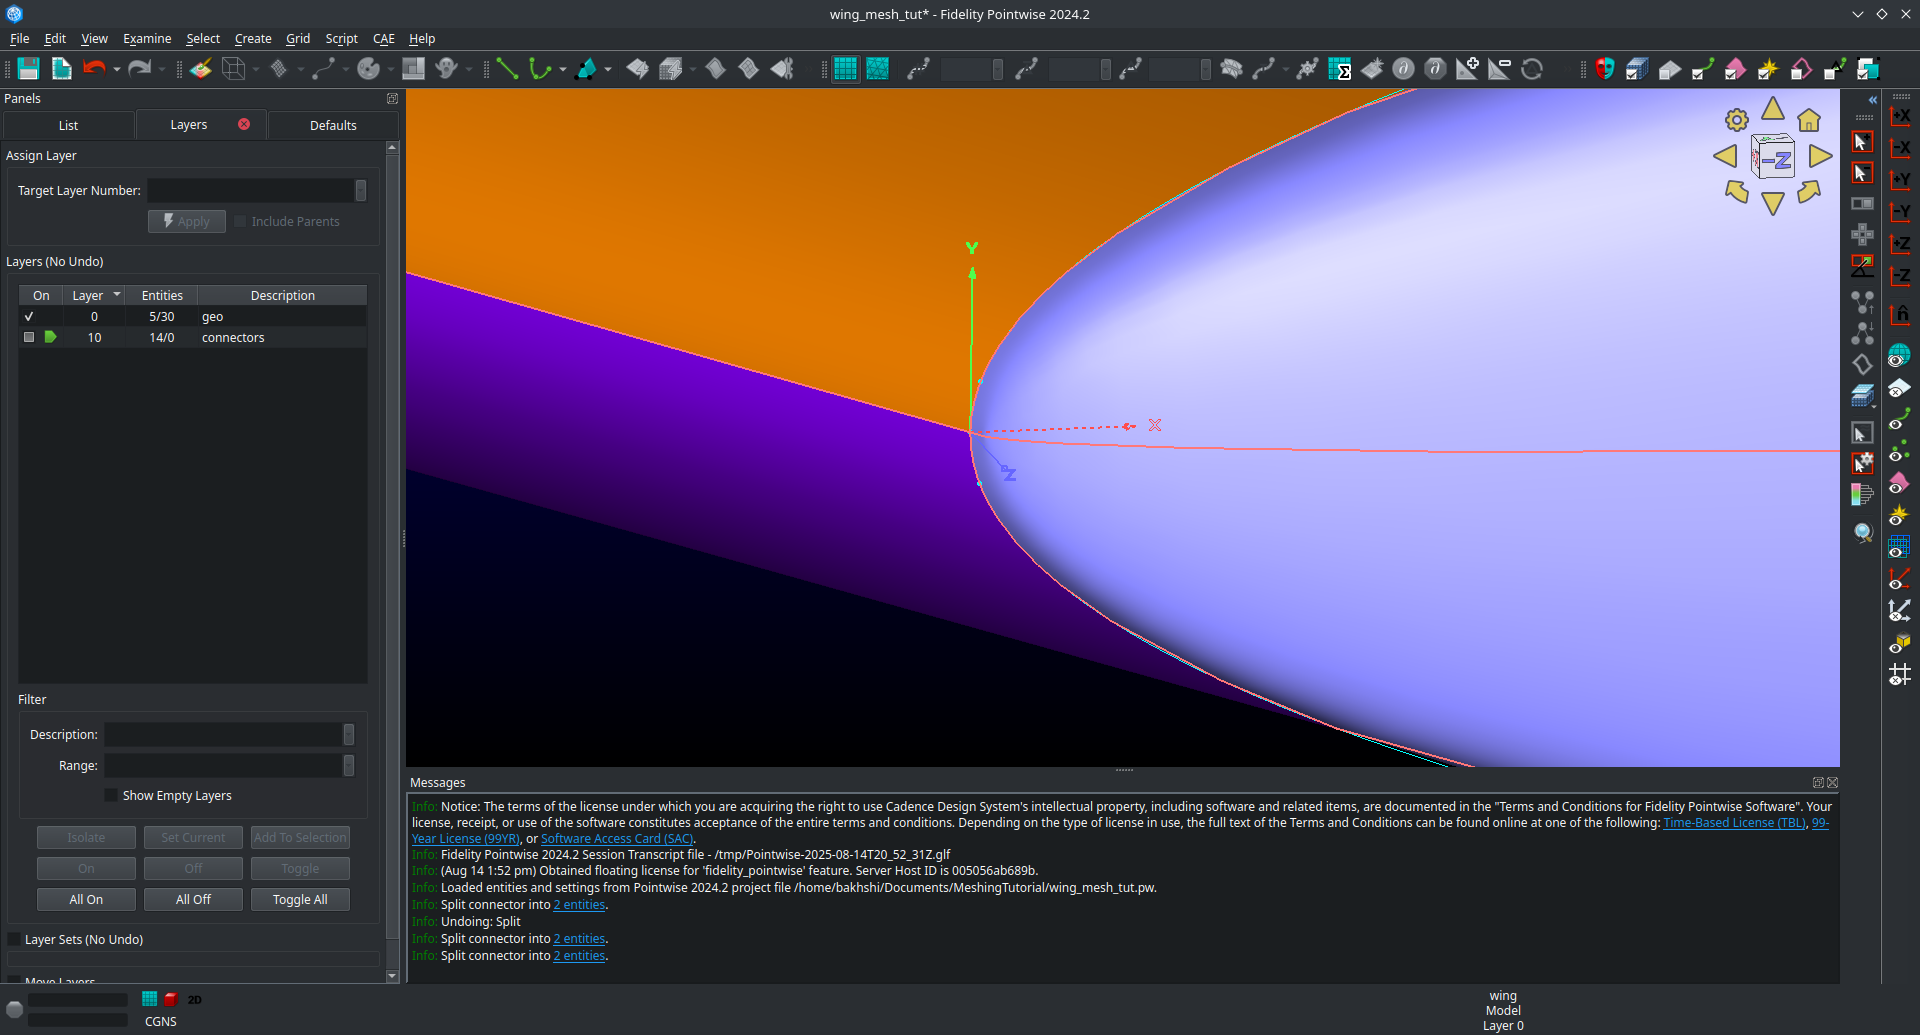 wing_mesh_tut* - Fidelity Pointwise 2024.2
File Edit View Examine Select Create Grid Script CAE Help
Panels
List Layers Defaults
Assign Layer
Target Layer Number:
Apply Include Parents
Layers (No Undo)
On Layer Entities Description
0 5/30 geo
10 14/0 connectors
Filter
Description:
Range:
Show Empty Layers
Isolate Set Current Add To Selection
On Off Toggle
All On All Off Toggle All
Layer Sets (No Undo)
Move Layers
2D
CGNS
Y
X
Z
-Z
+X
-X
+Y
-Y
+Z
-Z
n
Messages
Info: Notice: The terms of the license under which you are acquiring the right to use Cadence Design System's intellectual property, including software and related items, are documented in the "Terms and Conditions for Fidelity Pointwise Software". Your
license, receipt, or use of the software constitutes acceptance of the entire terms and conditions. Depending on the type of license in use, the full text of the Terms and Conditions can be found online at one of the following: Time-Based License (TBL), 99-
Year License (99YR), or Software Access Card (SAC).
Info: Fidelity Pointwise 2024.2 Session Transcript file - /tmp/Pointwise-2025-08-14T20_52_31Z.glf
Info: (Aug 14 1:52 pm) Obtained floating license for 'fidelity_pointwise' feature. Server Host ID is 005056ab689b.
Info: Loaded entities and settings from Pointwise 2024.2 project file /home/bakhshi/Documents/MeshingTutorial/wing_mesh_tut.pw.
Info: Split connector into 2 entities.
Info: Undoing: Split
Info: Split connector into 2 entities.
Info: Split connector into 2 entities.
wing
Model
Layer 0